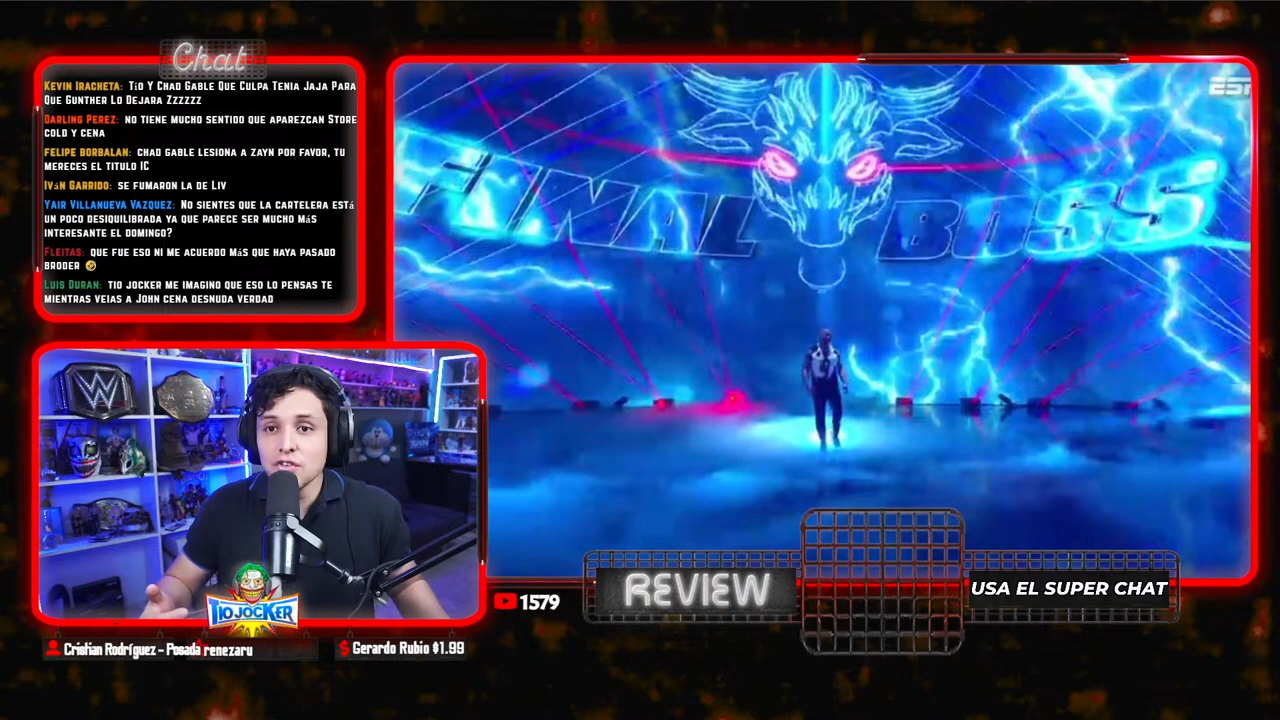 Chat
KEVIN IRACHETA: TíO Y CHAD GABLE QUE CULPA TENIA JAJA PARA
QUE GUNTHER LO DEJARA ZZZZZZ
DARLING PEREZ: NO TIENE MUCHO SENTIDO QUE APAREZCAN STORE
COLD Y CENA
FELIPE BORBALAN: CHAD GABLE LESIONA A ZAYN POR FAVOR, TU
MERECES EL TITULO IC
IVáN GARRIDO: SE FUMARON LA DE LIV
YAIR VILLANUEVA VAZQUEZ: NO SIENTES QUE LA CARTELERA ESTá
UN POCO DESIQUILIBRADA YA QUE PARECE SER MUCHO MáS
INTERESANTE EL DOMINGO?
FLEITAS: QUE FUE ESO NI ME ACUERDO MáS QUE HAYA PASADO
BRODER 🤣
LUIS DURAN: TIO JOCKER ME IMAGINO QUE ESO LO PENSAS TE
MIENTRAS VEIAS A JOHN CENA DESNUDA VERDAD
FINAL BOSS
W
TIOJOCKER
1579
REVIEW
USA EL SUPER CHAT
Cristian Rodríguez - Posada renezaru
Gerardo Rubio $1.99